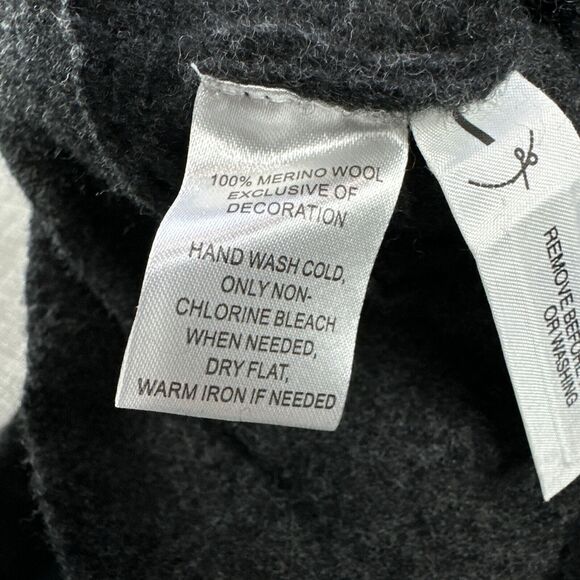 100% MERINO WOOL
EXCLUSIVE OF
DECORATION
HAND WASH COLD,
ONLY NON-
CHLORINE BLEACH
WHEN NEEDED,
DRY FLAT,
WARM IRON IF NEEDED
REMOVE BEFORE
OR WASHING